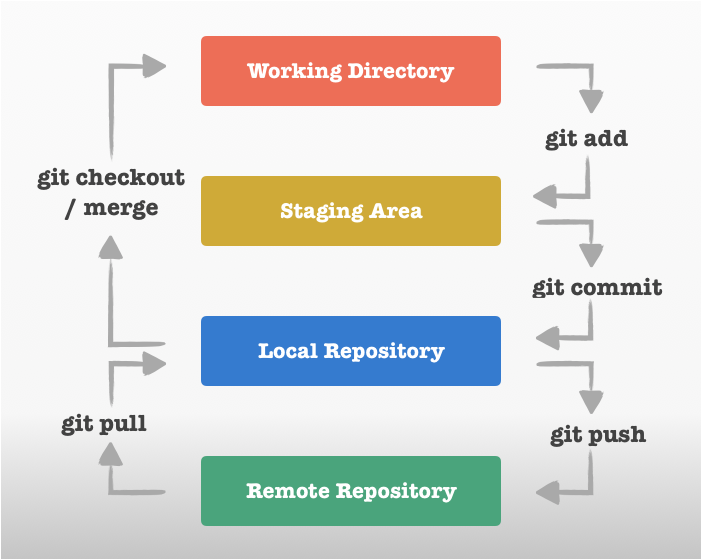 Working Directory
git add
git checkout
/ merge
Staging Area
git commit
Local Repository
git pull
git push
Remote Repository